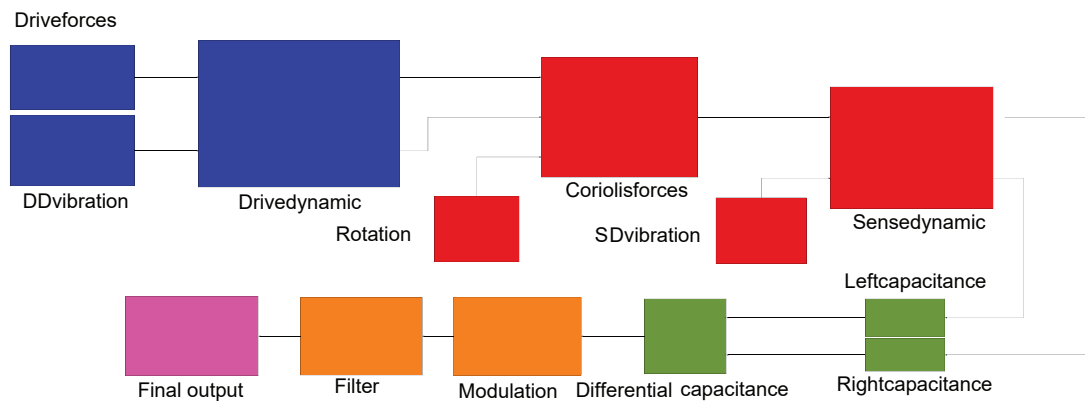 Driveforces
DDvibration
Drivedynamic
Rotation
Coriolisforces
SDvibration
Sensedynamic
Leftcapacitance
Final output
Filter
Modulation
Differential capacitance
Rightcapacitance